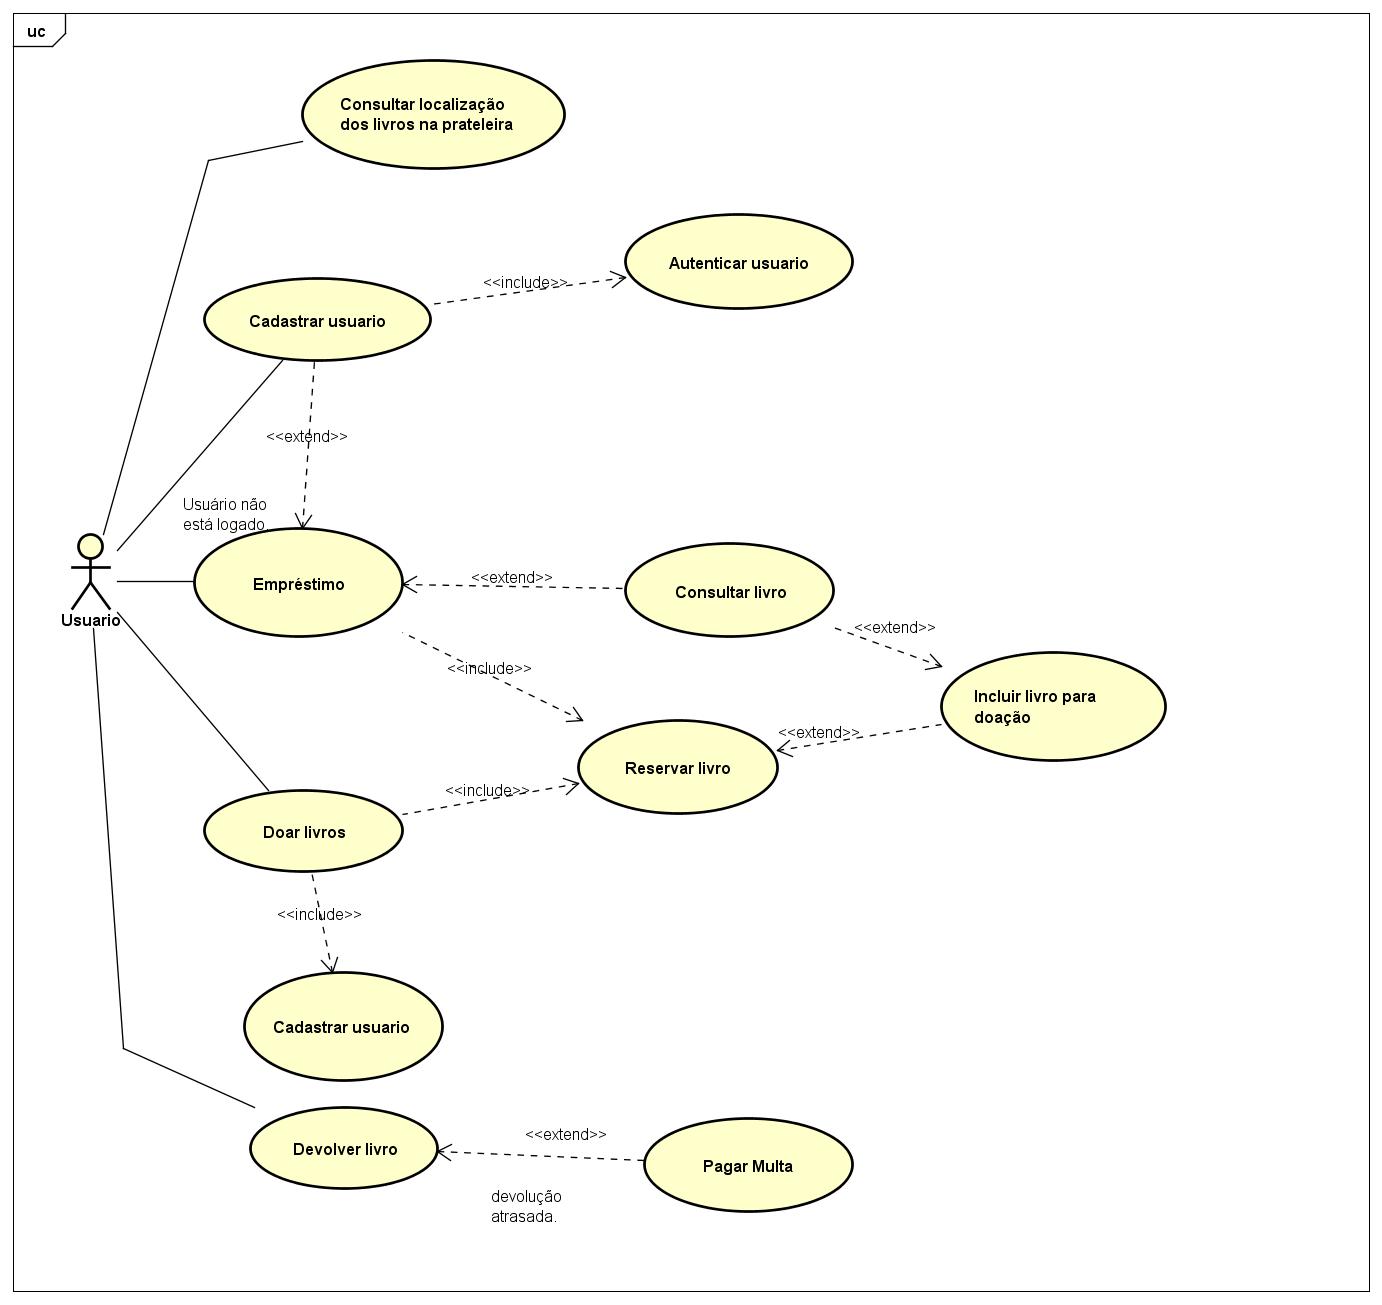 uc
Consultar localização
dos livros na prateleira
Autenticar usuario
<<include>>
Cadastrar usuario
<<extend>>
Usuário não
está logado.
Empréstimo
<<extend>>
Consultar livro
Usuario
<<extend>>
<<include>>
Incluir livro para
doação
<<extend>>
Reservar livro
<<include>>
Doar livros
<<include>>
Cadastrar usuario
<<extend>>
Devolver livro
Pagar Multa
devolução
atrasada.